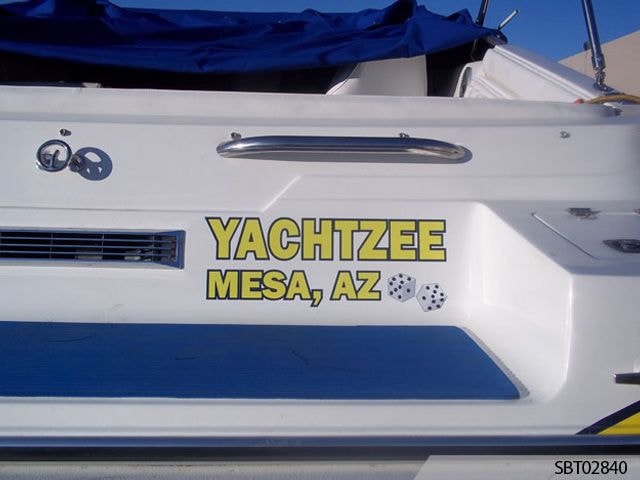 YACHTZEE
MESA, AZ
SBT02840